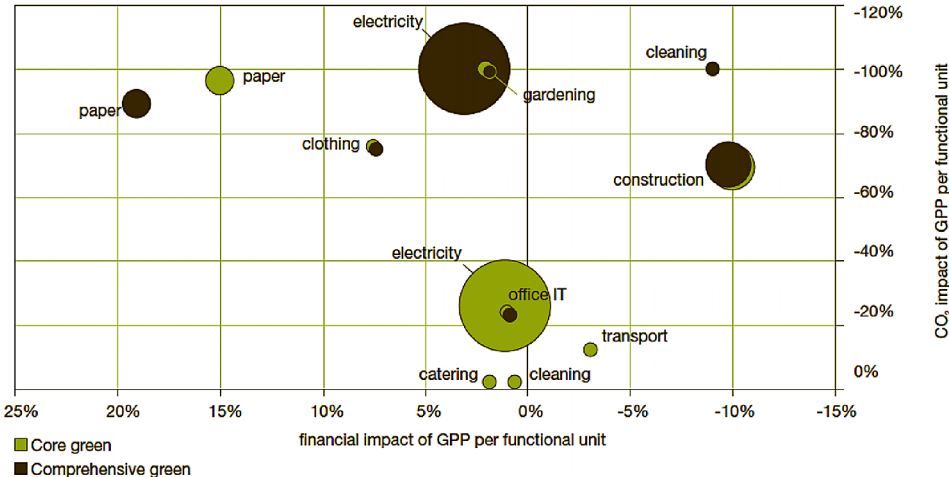 -120%
electricity
cleaning
-100%
paper
gardening
paper
-80%
clothing
construction
-60%
electricity
-40%
office IT
-20%
transport
catering
cleaning
0%
25%
20%
15%
10%
5%
0%
-5%
-10%
-15%
financial impact of GPP per functional unit
CO₂ impact of GPP per functional unit
Core green
Comprehensive green